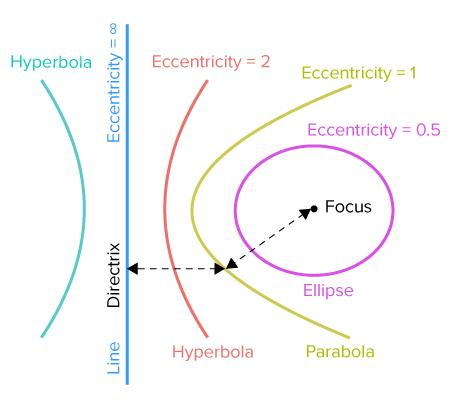 Hyperbola
Eccentricity = ∞
Eccentricity = 2
Eccentricity = 1
Eccentricity = 0.5
Focus
Directrix
Ellipse
Line
Hyperbola
Parabola